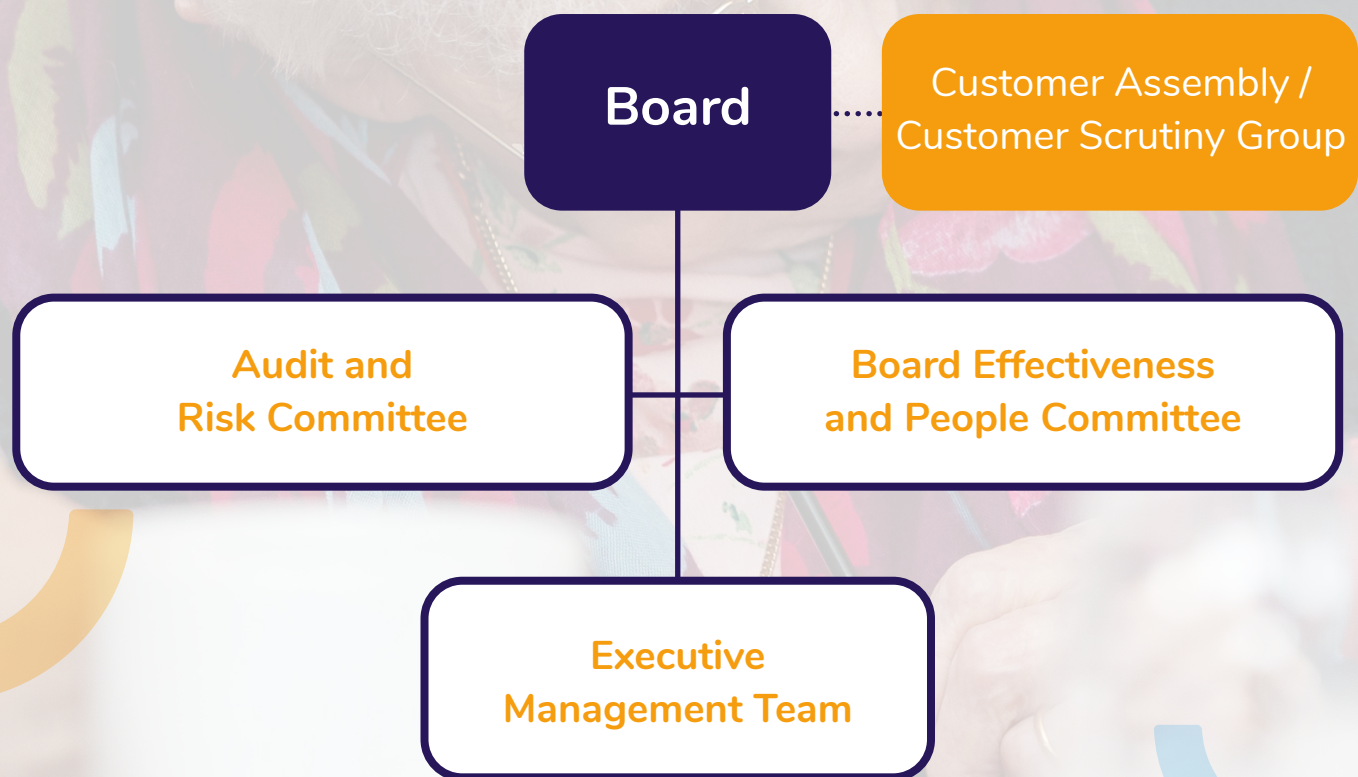 Board
Customer Assembly /
Customer Scrutiny Group
Audit and
Risk Committee
Board Effectiveness
and People Committee
Executive
Management Team